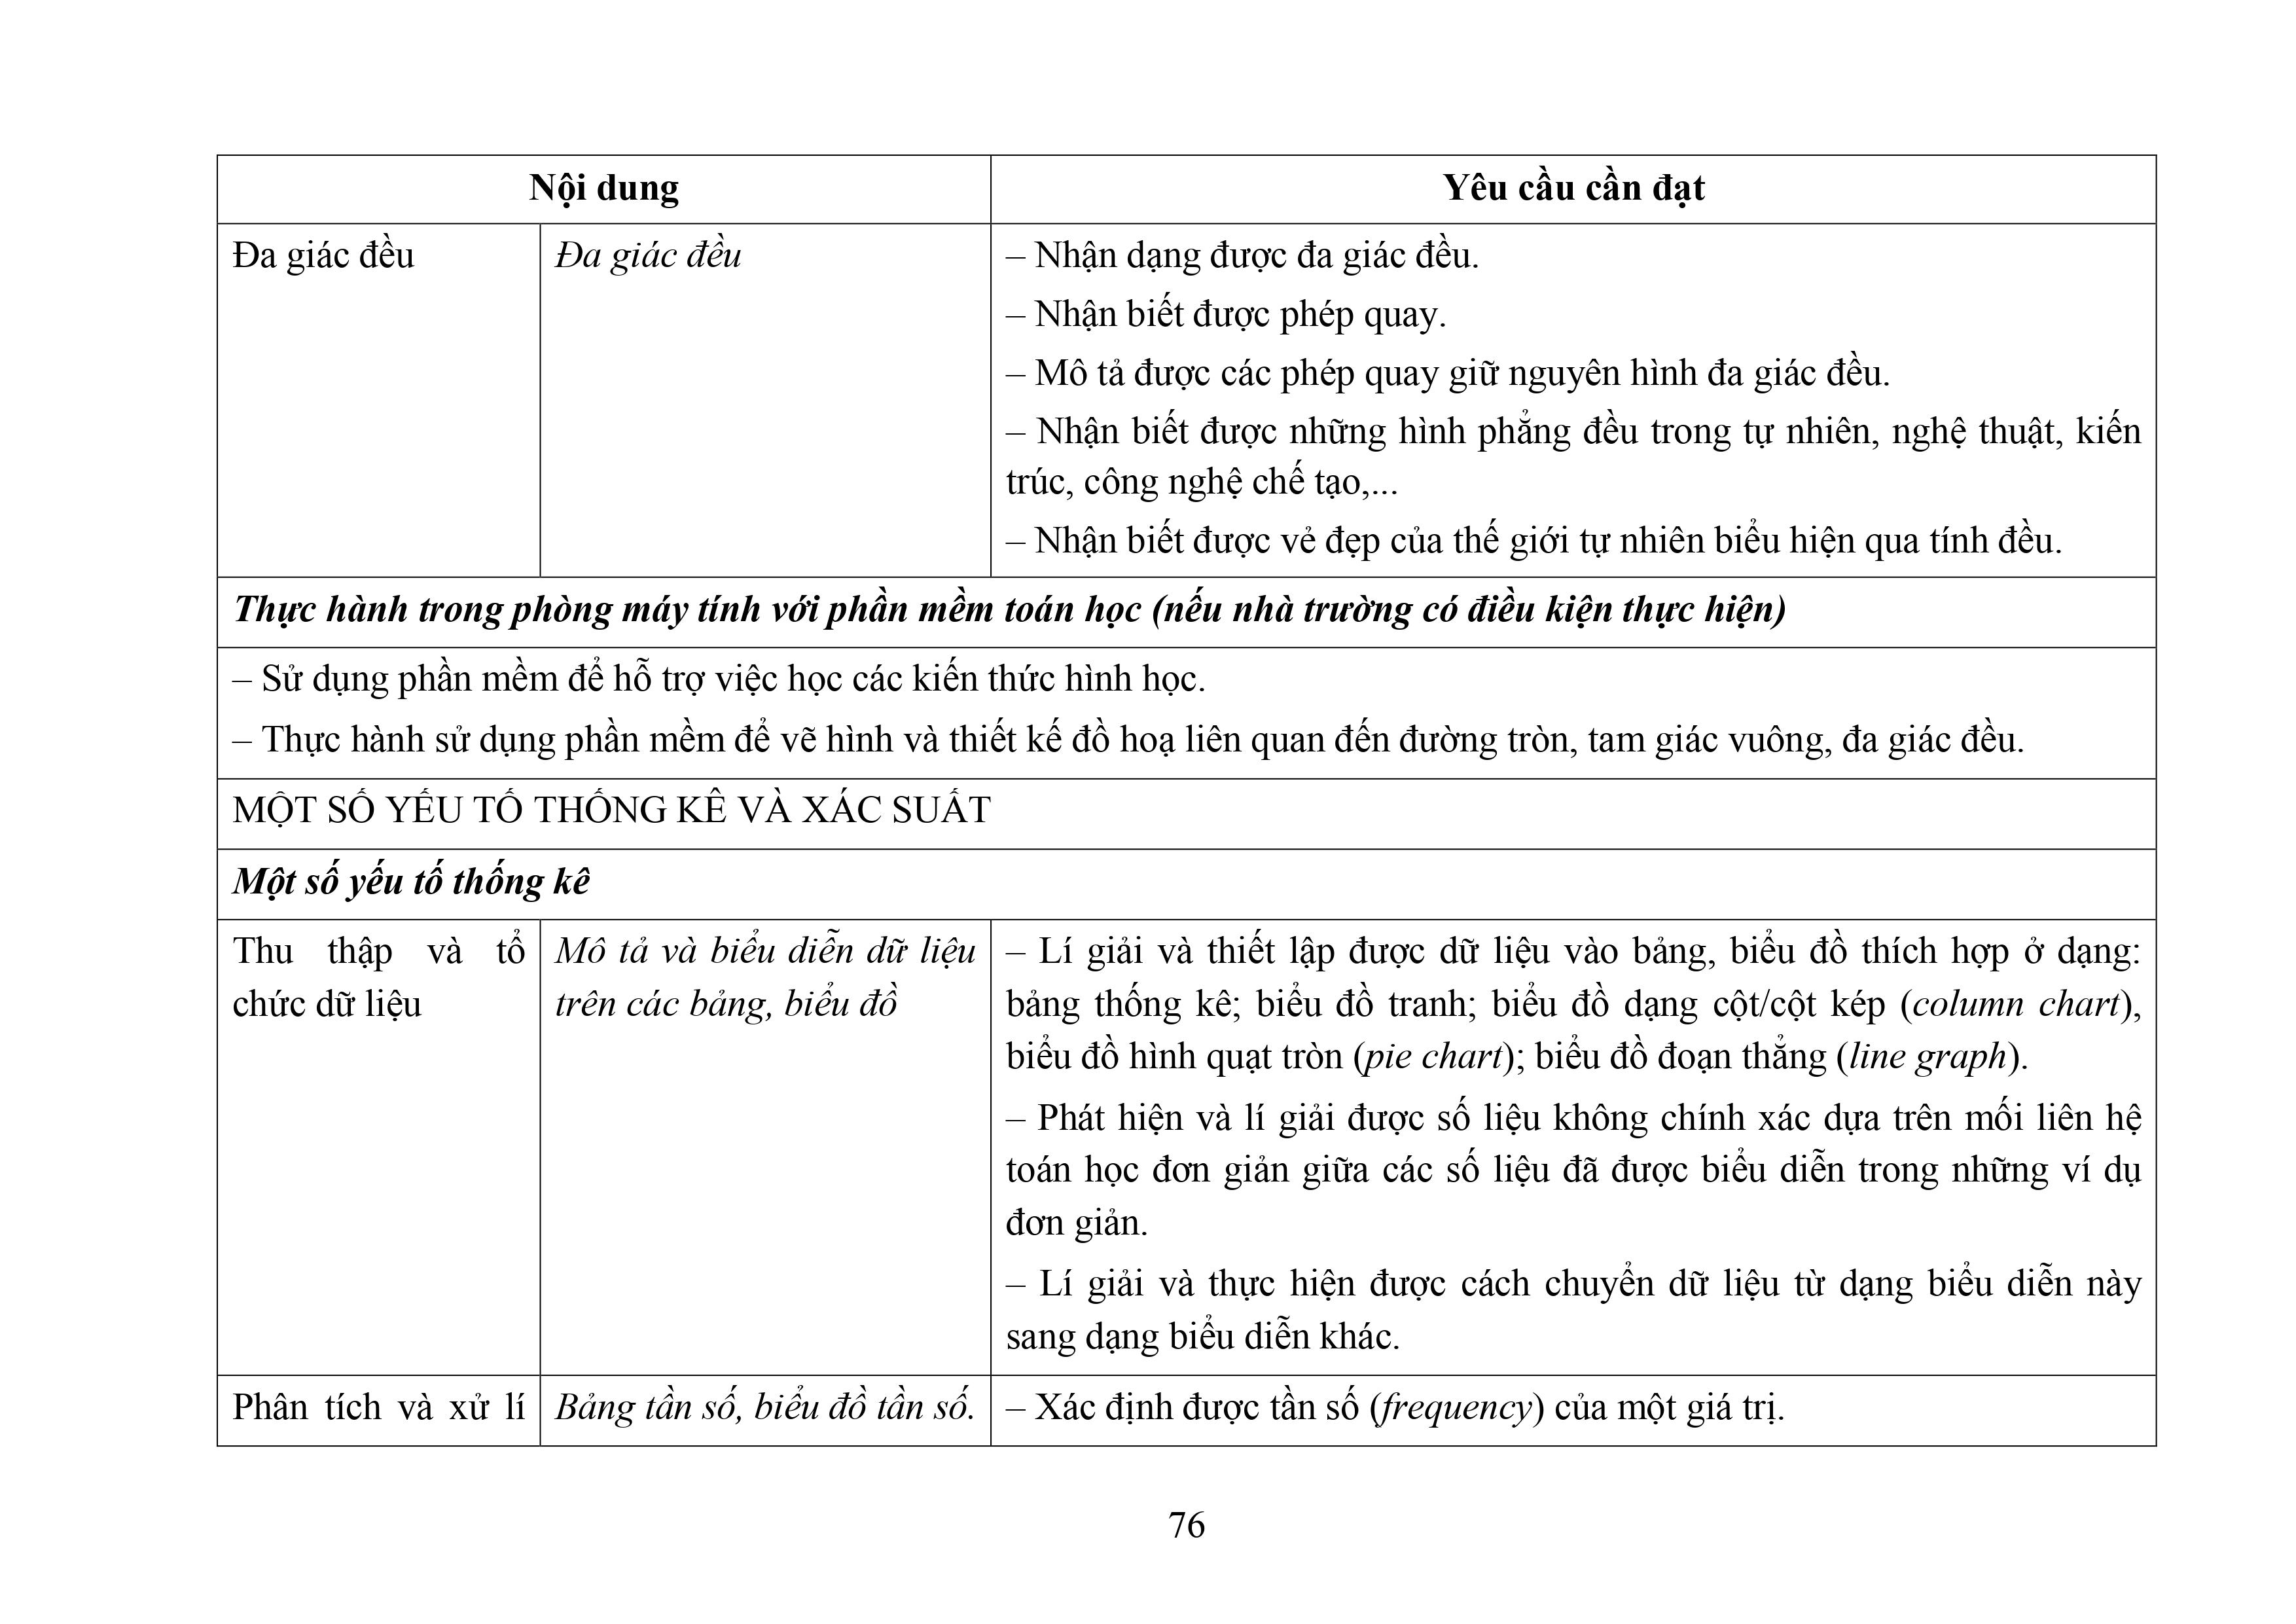 Nội dung
Yêu cầu cần đạt
Đa giác đều
Đa giác đều
– Nhận dạng được đa giác đều.
– Nhận biết được phép quay.
– Mô tả được các phép quay giữ nguyên hình đa giác đều.
– Nhận biết được những hình phẳng đều trong tự nhiên, nghệ thuật, kiến
trúc, công nghệ chế tạo,...
– Nhận biết được vẻ đẹp của thế giới tự nhiên biểu hiện qua tính đều.
Thực hành trong phòng máy tính với phần mềm toán học (nếu nhà trường có điều kiện thực hiện)
– Sử dụng phần mềm để hỗ trợ việc học các kiến thức hình học.
– Thực hành sử dụng phần mềm để vẽ hình và thiết kế đồ hoạ liên quan đến đường tròn, tam giác vuông, đa giác đều.
MỘT SỐ YẾU TỐ THỐNG KÊ VÀ XÁC SUẤT
Một số yếu tố thống kê
Thu thập và tổ
chức dữ liệu
Mô tả và biểu diễn dữ liệu
trên các bảng, biểu đồ
– Lí giải và thiết lập được dữ liệu vào bảng, biểu đồ thích hợp ở dạng:
bảng thống kê; biểu đồ tranh; biểu đồ dạng cột/cột kép (column chart),
biểu đồ hình quạt tròn (pie chart); biểu đồ đoạn thẳng (line graph).
– Phát hiện và lí giải được số liệu không chính xác dựa trên mối liên hệ
toán học đơn giản giữa các số liệu đã được biểu diễn trong những ví dụ
đơn giản.
– Lí giải và thực hiện được cách chuyển dữ liệu từ dạng biểu diễn này
sang dạng biểu diễn khác.
Phân tích và xử lí
Bảng tần số, biểu đồ tần số.
– Xác định được tần số (frequency) của một giá trị.
76